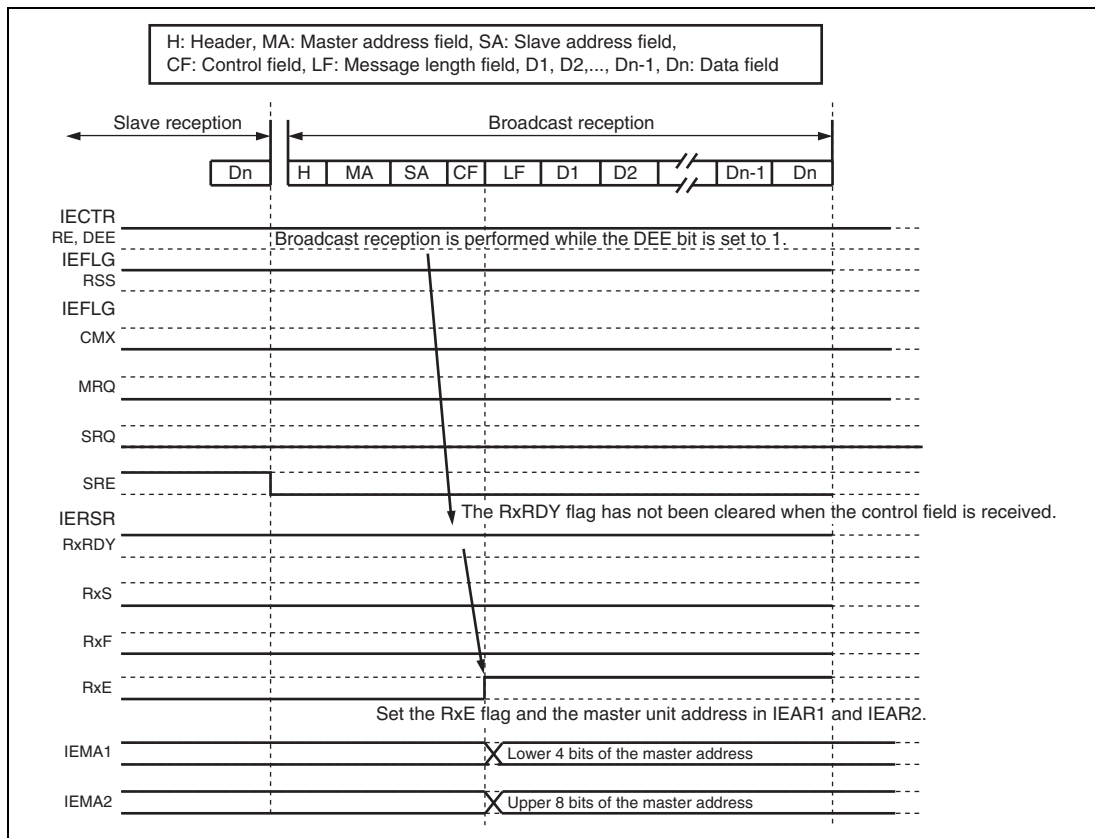 H: Header, MA: Master address field, SA: Slave address field,
CF: Control field, LF: Message length field, D1, D2,..., Dn-1, Dn: Data field
Slave reception
Broadcast reception
Dn H MA SA CF LF D1 D2 Dn-1 Dn
IECTR
RE, DEE
Broadcast reception is performed while the DEE bit is set to 1.
IEFLG
RSS
IEFLG
CMX
MRQ
SRQ
SRE
The RxRDY flag has not been cleared when the control field is received.
IERSR
RxRDY
RxS
RxF
RxE
Set the RxE flag and the master unit address in IEAR1 and IEAR2.
IEMA1
Lower 4 bits of the master address
IEMA2
Upper 8 bits of the master address